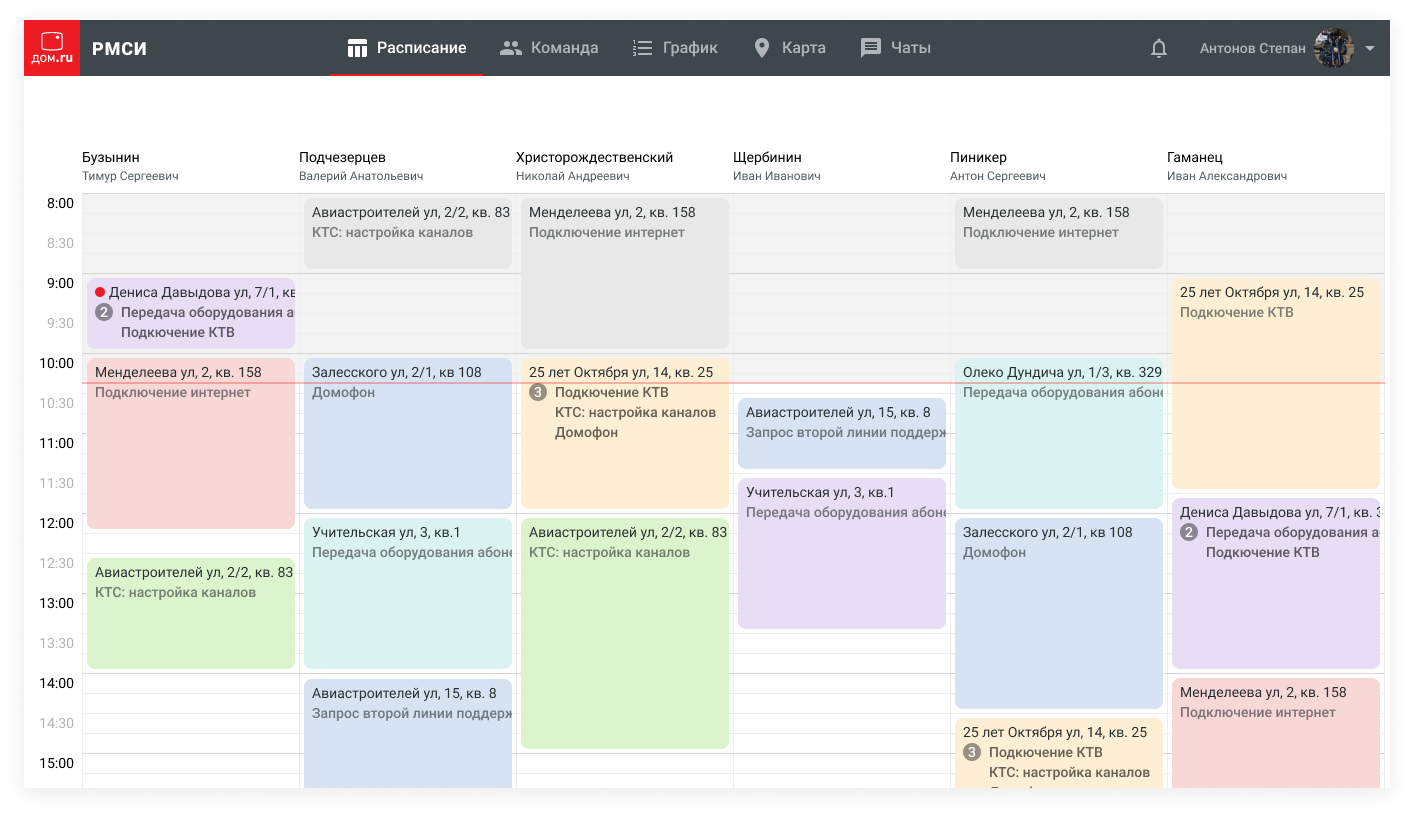 ДОМ.ru
РМСИ
Расписание
Команда
График
Карта
Чаты
Антонов Степан
Бузынин
Тимур Сергеевич
Подчезерцев
Валерий Анатольевич
Христорождественский
Николай Андреевич
Щербинин
Иван Иванович
Пиникер
Антон Сергеевич
Гаманец
Иван Александрович
8:00
8:30
9:00
9:30
10:00
10:30
11:00
11:30
12:00
12:30
13:00
13:30
14:00
14:30
15:00
Дениса Давыдова ул, 7/1, кв
2 Передача оборудования а
Подкючение КТВ
Менделеева ул, 2, кв. 158
Подключение интернет
Авиастроителей ул, 2/2, кв. 83
КТС: настройка каналов
Авиастроителей ул, 2/2, кв. 83
КТС: настройка каналов
Залесского ул, 2/1, кв 108
Домофон
Учительская ул, 3, кв.1
Передача оборудования абоне
Авиастроителей ул, 15, кв. 8
Запрос второй линии поддерж
Менделеева ул, 2, кв. 158
Подключение интернет
25 лет Октября ул, 14, кв. 25
3 Подкючение КТВ
КТС: настройка каналов
Домофон
Авиастроителей ул, 2/2, кв. 83
КТС: настройка каналов
Авиастроителей ул, 15, кв. 8
Запрос второй линии поддерж
Учительская ул, 3, кв.1
Передача оборудования абоне
Менделеева ул, 2, кв. 158
Подключение интернет
Олеко Дундича ул, 1/3, кв. 329
Передача оборудования абоне
Залесского ул, 2/1, кв 108
Домофон
25 лет Октября ул, 14, кв. 25
3 Подкючение КТВ
КТС: настройка каналов
25 лет Октября ул, 14, кв. 25
Подкючение КТВ
Дениса Давыдова ул, 7/1, кв.
2 Передача оборудования а
Подкючение КТВ
Менделеева ул, 2, кв. 158
Подключение интернет